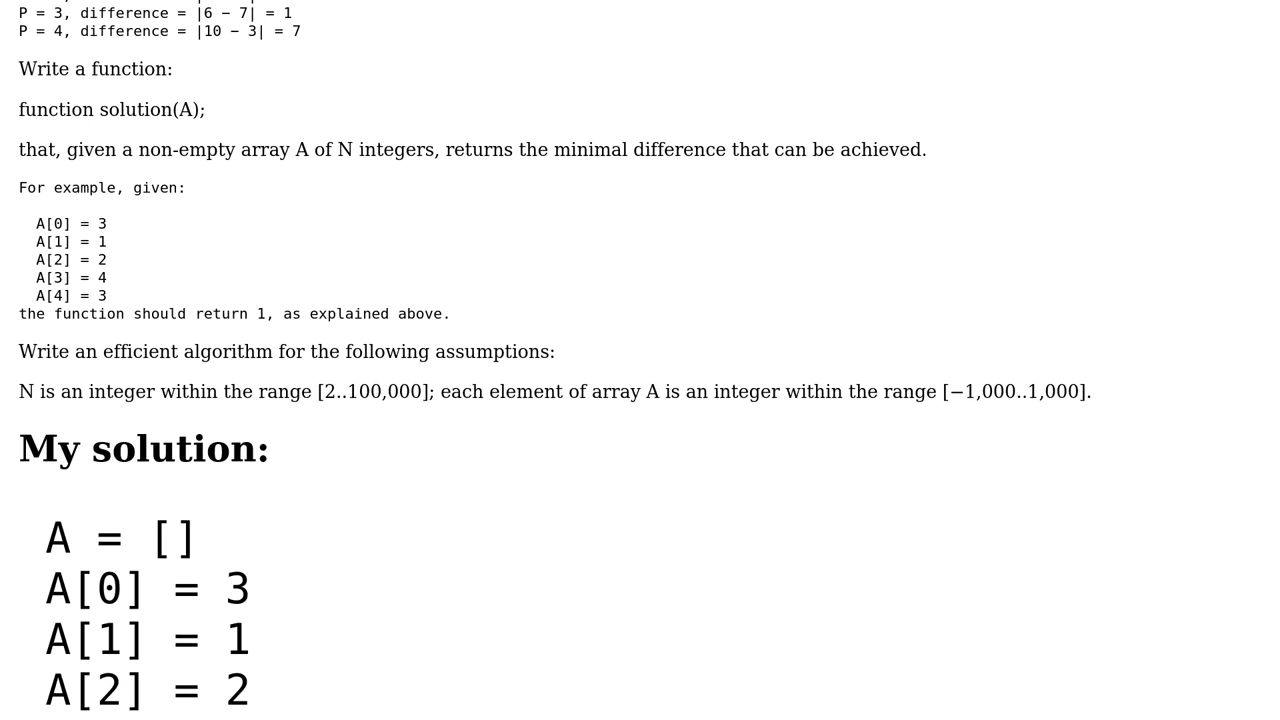 P = 3, difference = |6 − 7| = 1
P = 4, difference = |10 − 3| = 7
Write a function:
function solution(A);
that, given a non-empty array A of N integers, returns the minimal difference that can be achieved.
For example, given:
A[0] = 3
A[1] = 1
A[2] = 2
A[3] = 4
A[4] = 3
the function should return 1, as explained above.
Write an efficient algorithm for the following assumptions:
N is an integer within the range [2..100,000]; each element of array A is an integer within the range [−1,000..1,000].
My solution:
A = []
A[0] = 3
A[1] = 1
A[2] = 2